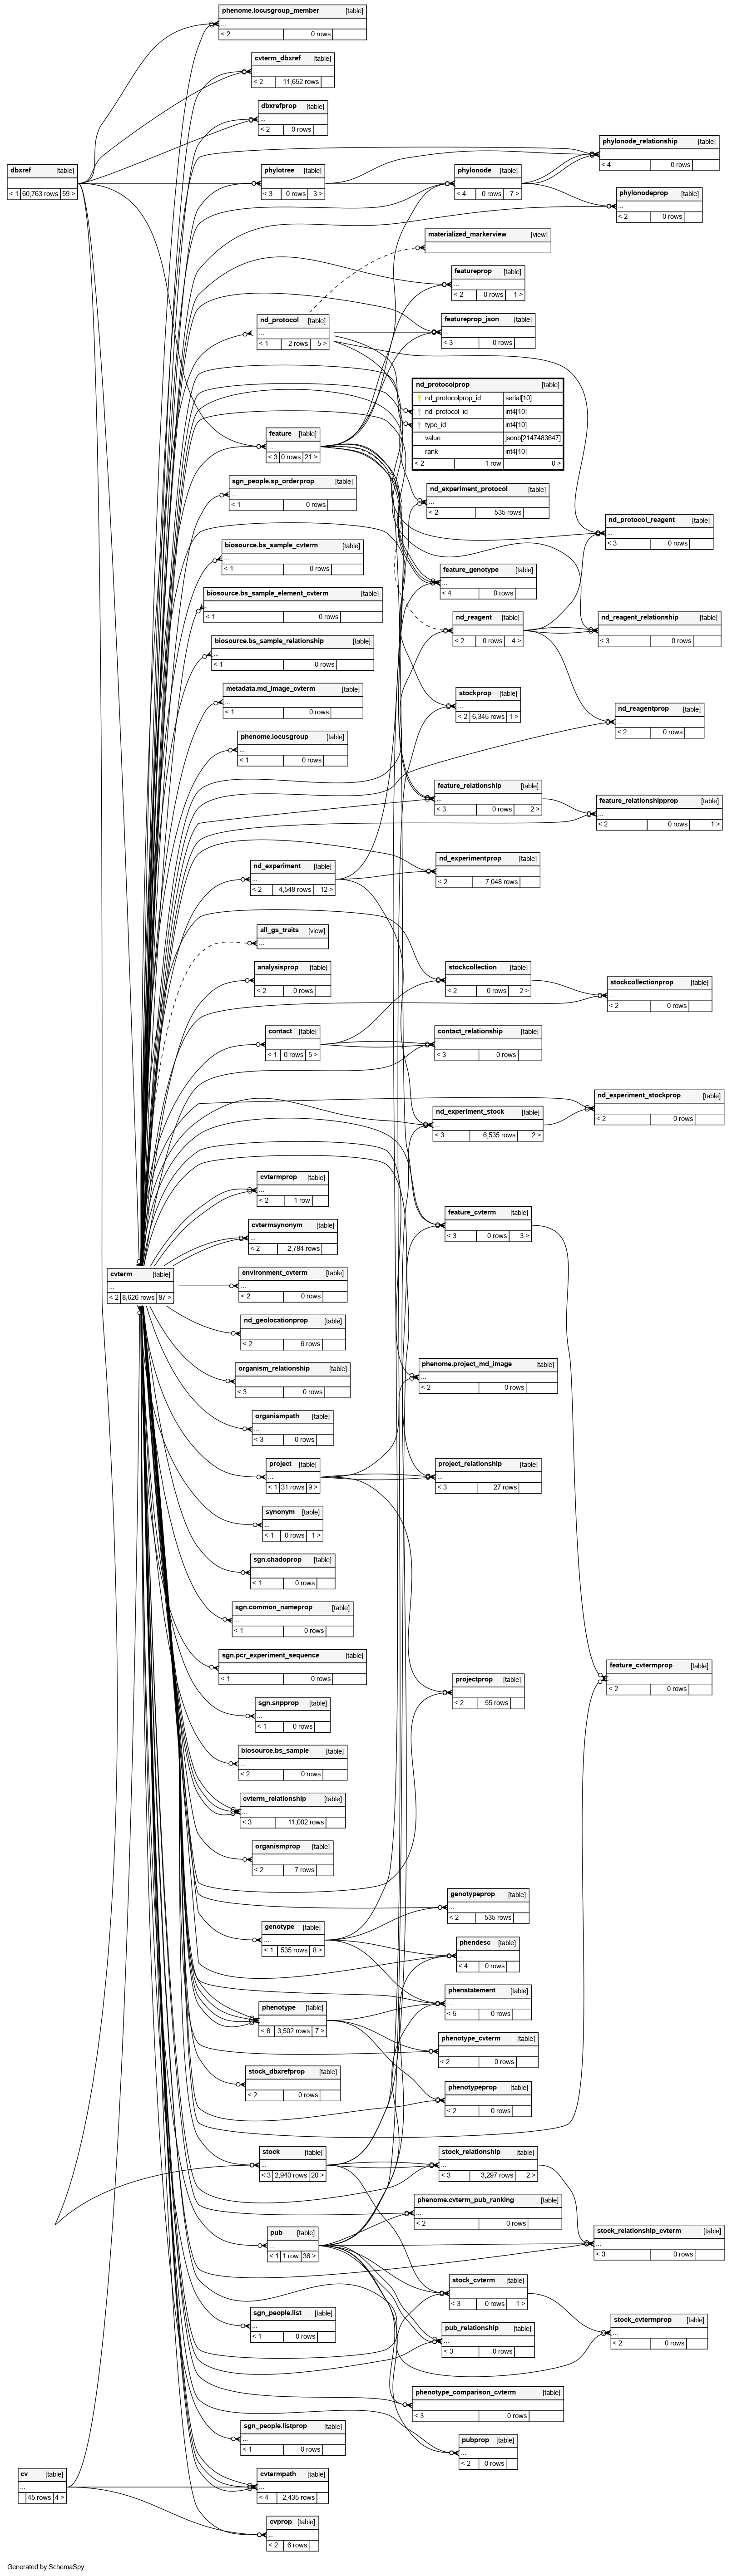 phenome.locusgroup_member [table]
...
< 2 0 rows
cvterm_dbxref [table]
...
< 2 11,652 rows
dbxrefprop [table]
...
< 2 0 rows
phylonode_relationship [table]
...
< 4 0 rows
dbxref [table]
...
< 1 60,763 rows 59 >
phylotree [table]
...
< 3 0 rows 3 >
phylonode [table]
...
< 4 0 rows 7 >
phylonodeprop [table]
...
< 2 0 rows
materialized_markerview [view]
...
featureprop [table]
...
< 2 0 rows 1 >
nd_protocol [table]
...
< 1 2 rows 5 >
featureprop_json [table]
...
< 3 0 rows
nd_protocolprop [table]
nd_protocolprop_id serial[10]
nd_protocol_id int4[10]
type_id int4[10]
value jsonb[2147483647]
rank int4[10]
< 2 1 row 0 >
feature [table]
...
< 3 0 rows 21 >
sgn_people.sp_orderprop [table]
...
< 1 0 rows
nd_experiment_protocol [table]
...
< 2 535 rows
nd_protocol_reagent [table]
...
< 3 0 rows
biosource.bs_sample_cvterm [table]
...
< 1 0 rows
feature_genotype [table]
...
< 4 0 rows
biosource.bs_sample_element_cvterm [table]
...
< 1 0 rows
nd_reagent [table]
...
< 2 0 rows 4 >
nd_reagent_relationship [table]
...
< 3 0 rows
biosource.bs_sample_relationship [table]
...
< 1 0 rows
metadata.md_image_cvterm [table]
...
< 1 0 rows
stockprop [table]
...
< 2 6,345 rows 1 >
nd_reagentprop [table]
...
< 2 0 rows
phenome.locusgroup [table]
...
< 1 0 rows
feature_relationship [table]
...
< 3 0 rows 2 >
feature_relationshipprop [table]
...
< 2 0 rows 1 >
nd_experiment [table]
...
< 2 4,548 rows 12 >
nd_experimentprop [table]
...
< 2 7,048 rows
all_gs_traits [view]
...
analysisprop [table]
...
< 2 0 rows
stockcollection [table]
...
< 2 0 rows 2 >
stockcollectionprop [table]
...
< 2 0 rows
contact [table]
...
< 1 0 rows 5 >
contact_relationship [table]
...
< 3 0 rows
nd_experiment_stockprop [table]
...
< 2 0 rows
nd_experiment_stock [table]
...
< 3 6,535 rows 2 >
cvtermprop [table]
...
< 2 1 row
cvtermsynonym [table]
...
< 2 2,784 rows
feature_cvterm [table]
...
< 3 0 rows 3 >
cvterm [table]
...
< 2 8,626 rows 87 >
environment_cvterm [table]
...
< 2 0 rows
nd_geolocationprop [table]
...
< 2 6 rows
organism_relationship [table]
...
< 3 0 rows
phenome.project_md_image [table]
...
< 2 0 rows
organismpath [table]
...
< 3 0 rows
project [table]
...
< 1 31 rows 9 >
project_relationship [table]
...
< 3 27 rows
synonym [table]
...
< 1 0 rows 1 >
sgn.chadoprop [table]
...
< 1 0 rows
sgn.common_nameprop [table]
...
< 1 0 rows
sgn.pcr_experiment_sequence [table]
...
< 1 0 rows
feature_cvtermprop [table]
...
< 2 0 rows
projectprop [table]
...
< 2 55 rows
sgn.snpprop [table]
...
< 1 0 rows
biosource.bs_sample [table]
...
< 2 0 rows
cvterm_relationship [table]
...
< 3 11,002 rows
organismprop [table]
...
< 2 7 rows
genotypeprop [table]
...
< 2 535 rows
genotype [table]
...
< 1 535 rows 8 >
phendesc [table]
...
< 4 0 rows
phenstatement [table]
...
< 5 0 rows
phenotype [table]
...
< 6 3,502 rows 7 >
phenotype_cvterm [table]
...
< 2 0 rows
stock_dbxrefprop [table]
...
< 2 0 rows
phenotypeprop [table]
...
< 2 0 rows
stock [table]
...
< 3 2,940 rows 20 >
stock_relationship [table]
...
< 3 3,297 rows 2 >
phenome.cvterm_pub_ranking [table]
...
< 2 0 rows
pub [table]
...
< 1 1 row 36 >
stock_relationship_cvterm [table]
...
< 3 0 rows
stock_cvterm [table]
...
< 3 0 rows 1 >
sgn_people.list [table]
...
< 1 0 rows
stock_cvtermprop [table]
...
< 2 0 rows
pub_relationship [table]
...
< 3 0 rows
phenotype_comparison_cvterm [table]
...
< 3 0 rows
sgn_people.listprop [table]
...
< 1 0 rows
pubprop [table]
...
< 2 0 rows
cv [table]
...
45 rows 4 >
cvtermpath [table]
...
< 4 2,435 rows
cvprop [table]
...
< 2 6 rows
Generated by SchemaSpy